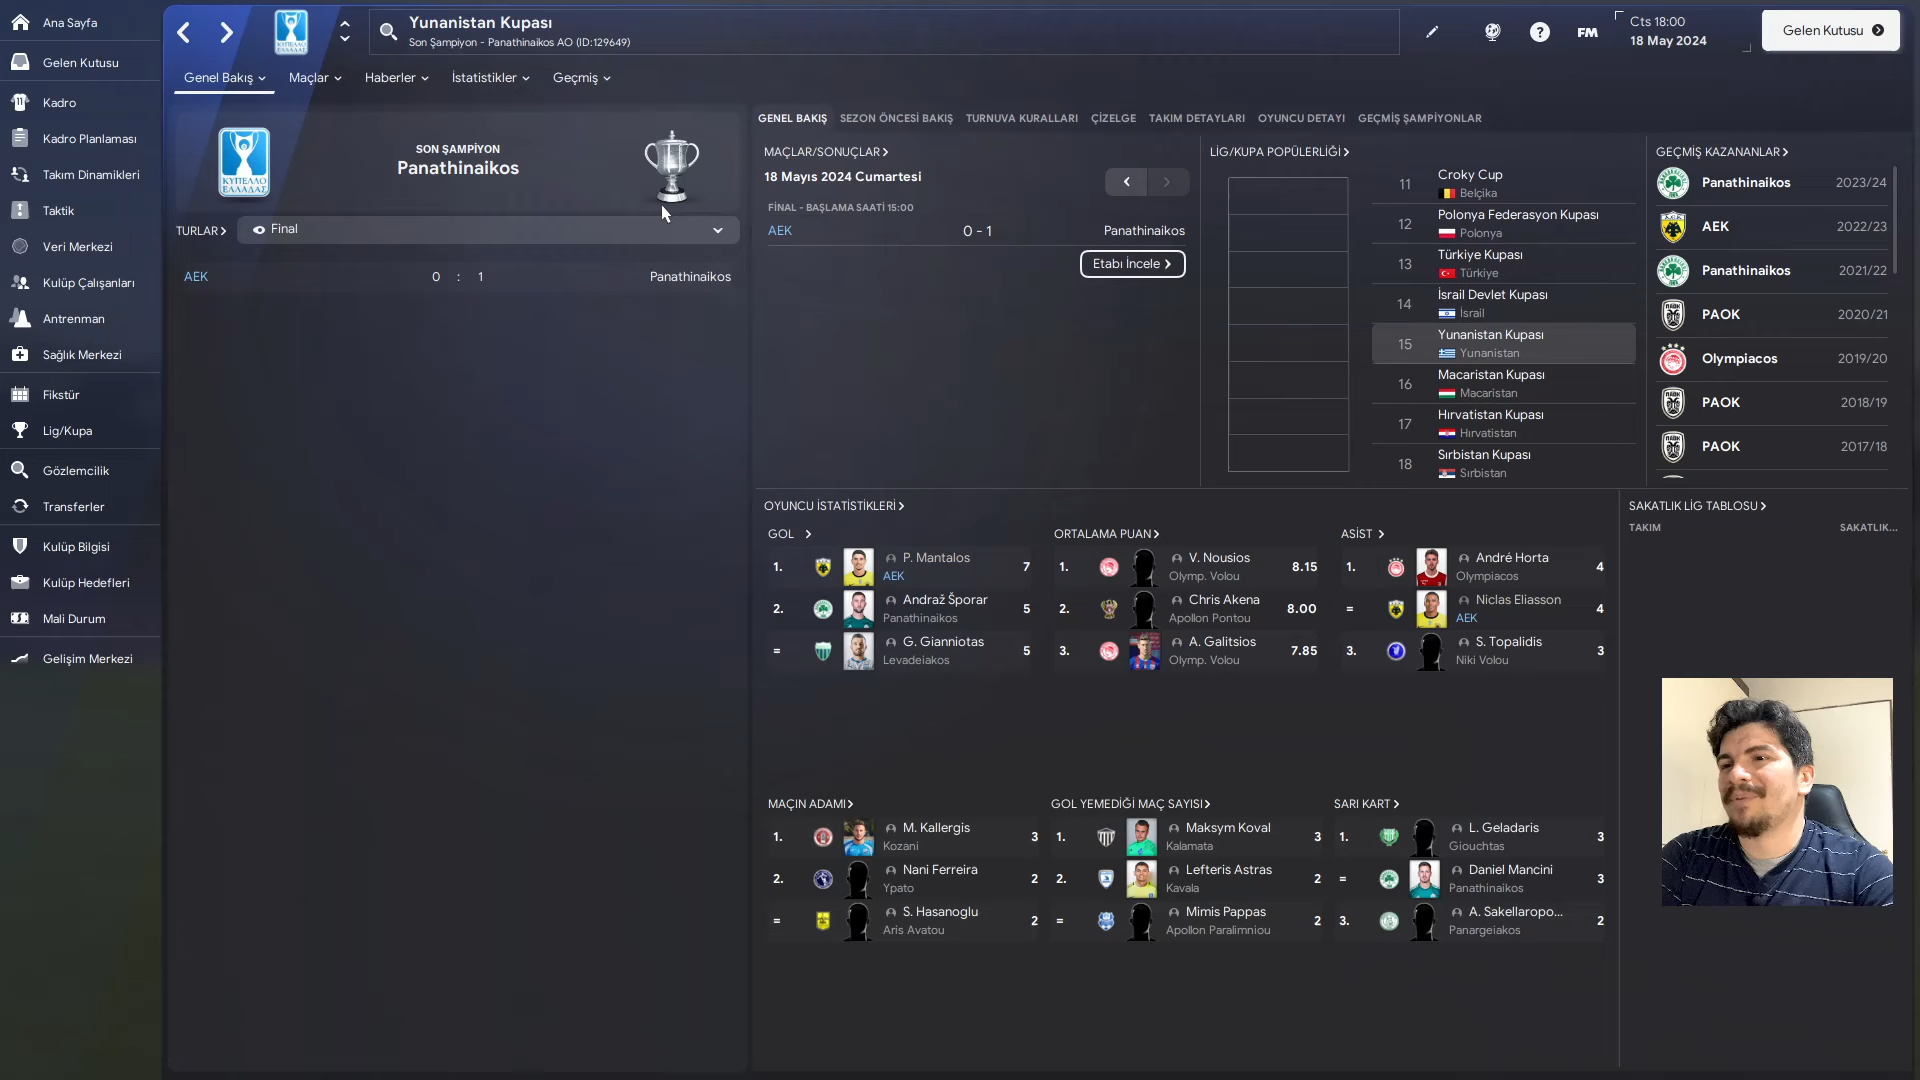 Ana Sayfa
Gelen Kutusu
Kadro
Kadro Planlaması
Takım Dinamikleri
Taktik
Veri Merkezi
Kulüp Çalışanları
Antrenman
Sağlık Merkezi
Fikstür
Lig/Kupa
Gözlemcilik
Transferler
Kulüp Bilgisi
Kulüp Hedefleri
Mali Durum
Gelişim Merkezi
Yunanistan Kupası
Son Şampiyon - Panathinaikos AO (ID:129649)
FM
Cts 18:00
18 May 2024
Gelen Kutusu
Genel Bakış
Maçlar
Haberler
İstatistikler
Geçmiş
ΚΥΠΕΛΛΟ
ΕΛΛΑΔΑΣ
SON ŞAMPİYON
Panathinaikos
TURLAR
Final
AEK 0 : 1 Panathinaikos
GENEL BAKIŞ
SEZON ÖNCESİ BAKIŞ
TURNUVA KURALLARI
ÇİZELGE
TAKIM DETAYLARI
OYUNCU DETAYI
GEÇMİŞ ŞAMPİYONLAR
MAÇLAR/SONUÇLAR
18 Mayıs 2024 Cumartesi
FİNAL - BAŞLAMA SAATİ 15:00
AEK 0 - 1 Panathinaikos
Etabı İncele
LİG/KUPA POPÜLERLİĞİ
11 Croky Cup
Belçika
12 Polonya Federasyon Kupası
Polonya
13 Türkiye Kupası
Türkiye
14 İsrail Devlet Kupası
İsrail
15 Yunanistan Kupası
Yunanistan
16 Macaristan Kupası
Macaristan
17 Hırvatistan Kupası
Hırvatistan
18 Sırbistan Kupası
Sırbistan
GEÇMİŞ KAZANANLAR
Panathinaikos 2023/24
AEK 2022/23
Panathinaikos 2021/22
PAOK 2020/21
Olympiacos 2019/20
PAOK 2018/19
PAOK 2017/18
OYUNCU İSTATİSTİKLERİ
GOL
1. P. Mantalos 7
AEK
2. Andraž Šporar 5
Panathinaikos
= G. Gianniotas 5
Levadeiakos
ORTALAMA PUAN
1. V. Nousios 8.15
Olymp. Volou
2. Chris Akena 8.00
Apollon Pontou
3. A. Galitsios 7.85
Olymp. Volou
ASİST
1. André Horta 4
Olympiacos
= Niclas Eliasson 4
AEK
3. S. Topalidis 3
Niki Volou
SAKATLIK LİG TABLOSU
TAKIM SAKATLIK...
MAÇIN ADAMI
1. M. Kallergis 3
Kozani
2. Nani Ferreira 2
Ypato
= S. Hasanoglu 2
Aris Avatou
GOL YEMEDİĞİ MAÇ SAYISI
1. Maksym Koval 3
Kalamata
2. Lefteris Astras 2
Kavala
= Mimis Pappas 2
Apollon Paralimniou
SARI KART
1. L. Geladaris 3
Giouchtas
= Daniel Mancini 3
Panathinaikos
3. A. Sakellaropo... 2
Panargeiakos